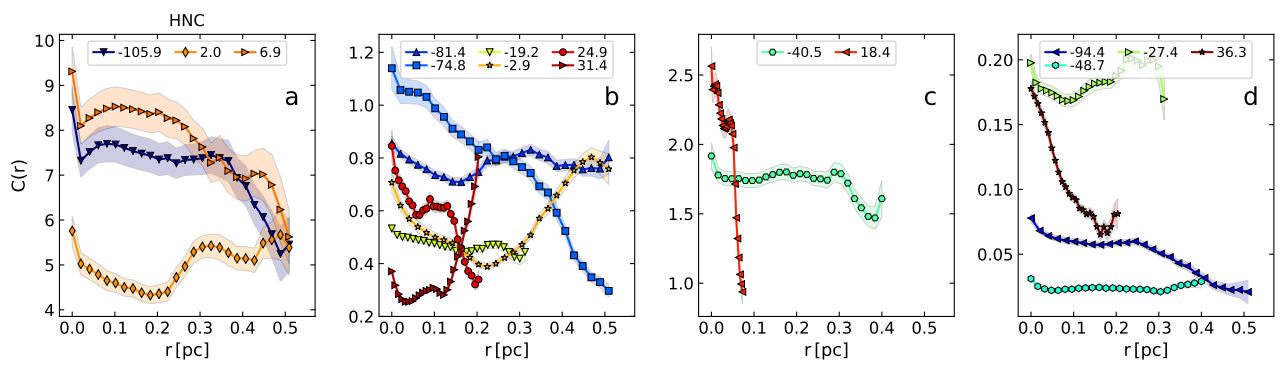 HNC
-105.9 2.0 6.9
a
C(r)
10
9
8
7
6
5
4
0.0 0.1 0.2 0.3 0.4 0.5
r [pc]
-81.4 -19.2 24.9
-74.8 -2.9 31.4
b
1.2
1.0
0.8
0.6
0.4
0.2
0.0 0.1 0.2 0.3 0.4 0.5
r [pc]
-40.5 18.4
c
2.5
2.0
1.5
1.0
0.0 0.1 0.2 0.3 0.4 0.5
r [pc]
-94.4 -27.4 36.3
-48.7
d
0.20
0.15
0.10
0.05
0.0 0.1 0.2 0.3 0.4 0.5
r [pc]